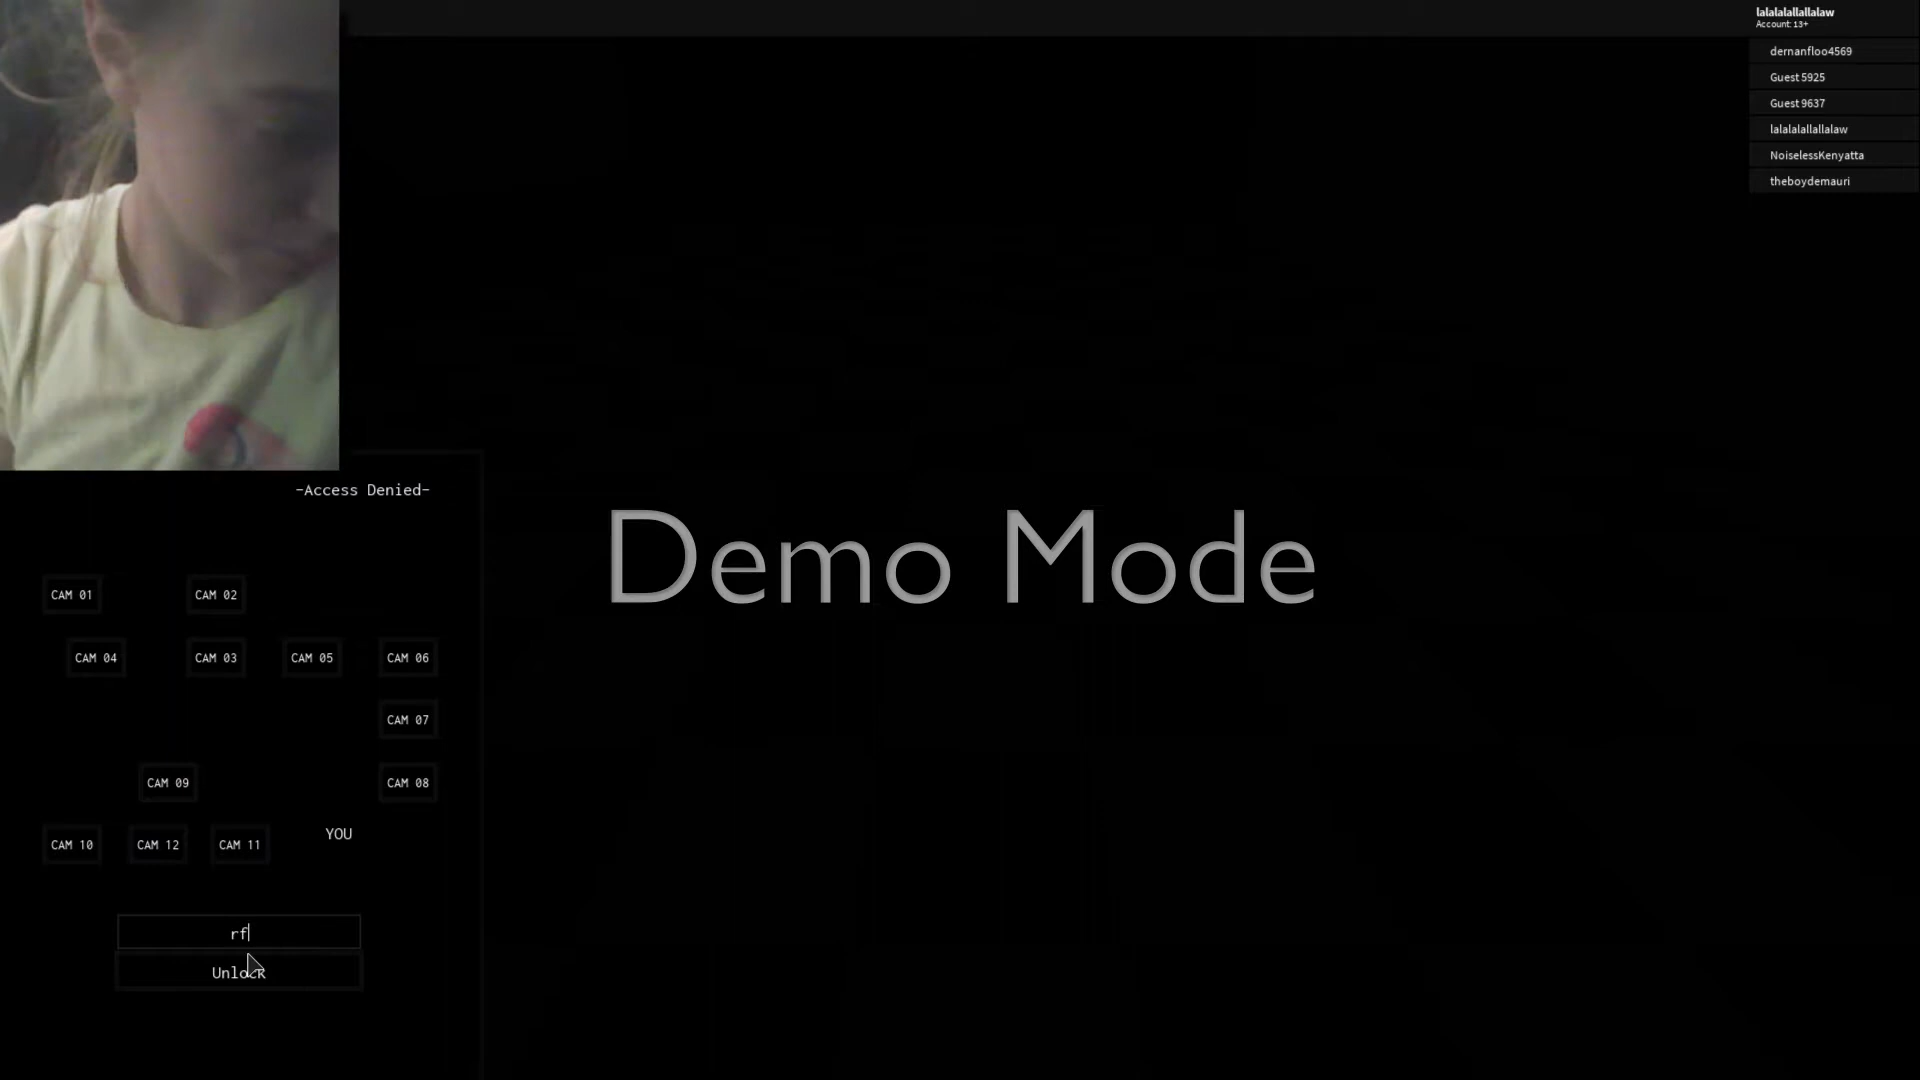 lalalalallallalaw
Account: 13+
dernanfloo4569
Guest 5925
Guest 9637
lalalalallallalaw
NoiselessKenyatta
theboydemauri
-Access Denied-
Demo Mode
CAM 01
CAM 02
CAM 04
CAM 03
CAM 05
CAM 06
CAM 07
CAM 09
CAM 08
YOU
CAM 10
CAM 12
CAM 11
rf
Unlock